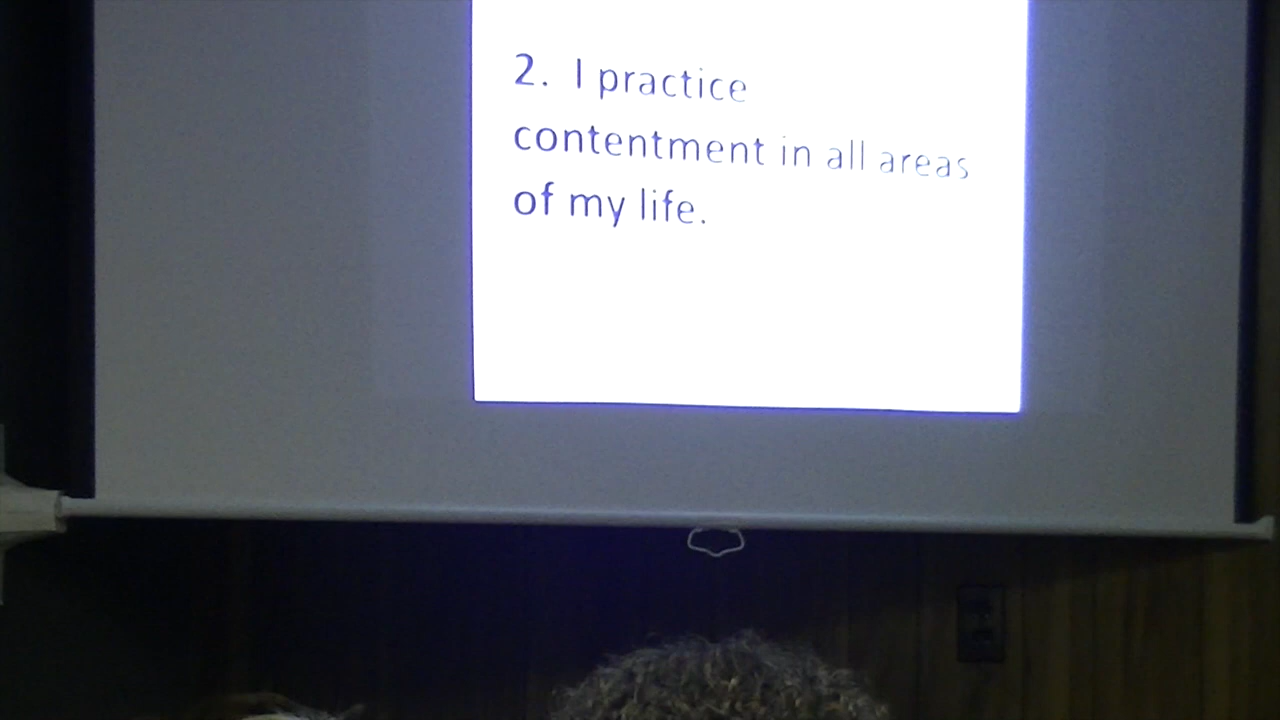 2. I practice
contentment in all areas
of my life.